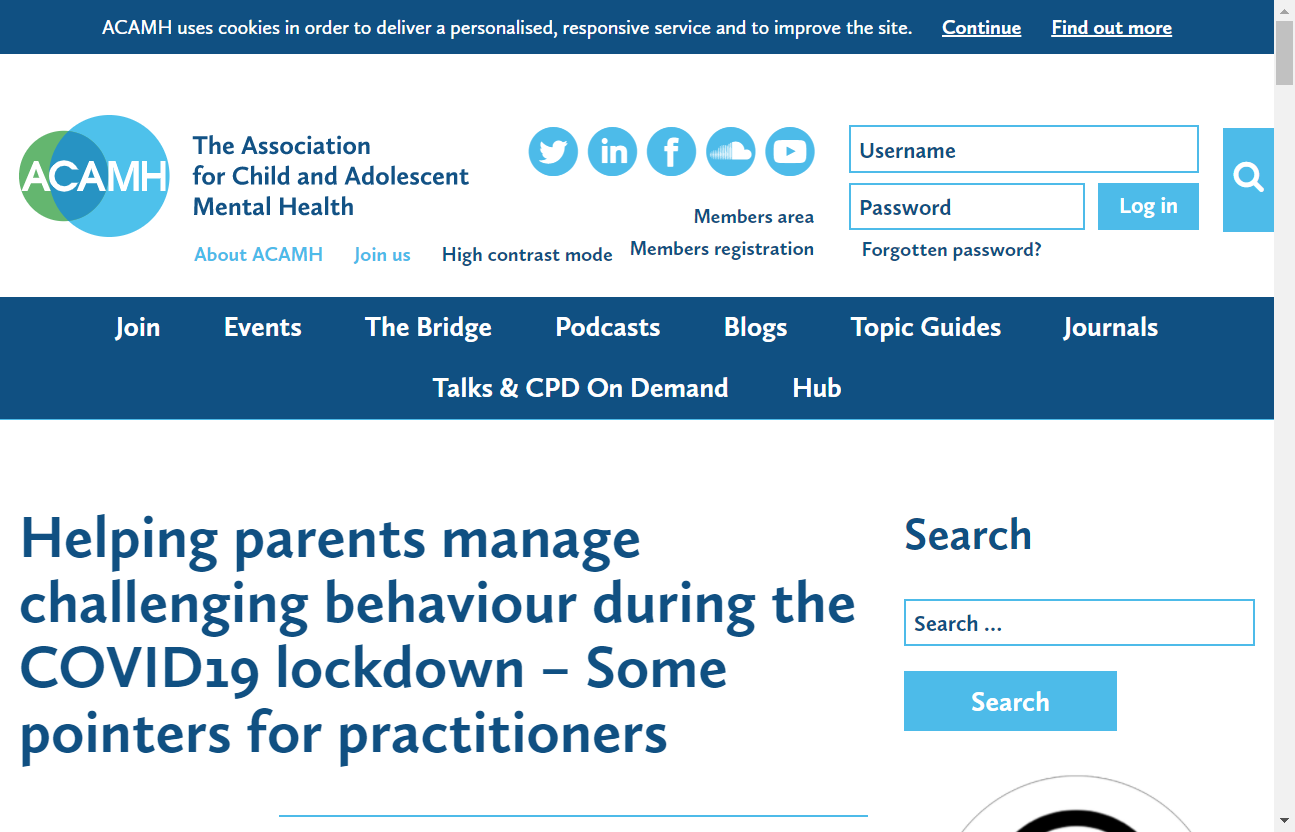 ACAMH uses cookies in order to deliver a personalised, responsive service and to improve the site. Continue Find out more
ACAMH
The Association
for Child and Adolescent
Mental Health
in f
About ACAMH Join us High contrast mode
Members area
Members registration
Username
Password Log in
Forgotten password?
Join Events The Bridge Podcasts Blogs Topic Guides Journals
Talks & CPD On Demand Hub
Helping parents manage
challenging behaviour during the
COVID19 lockdown – Some
pointers for practitioners
Search
Search ...
Search